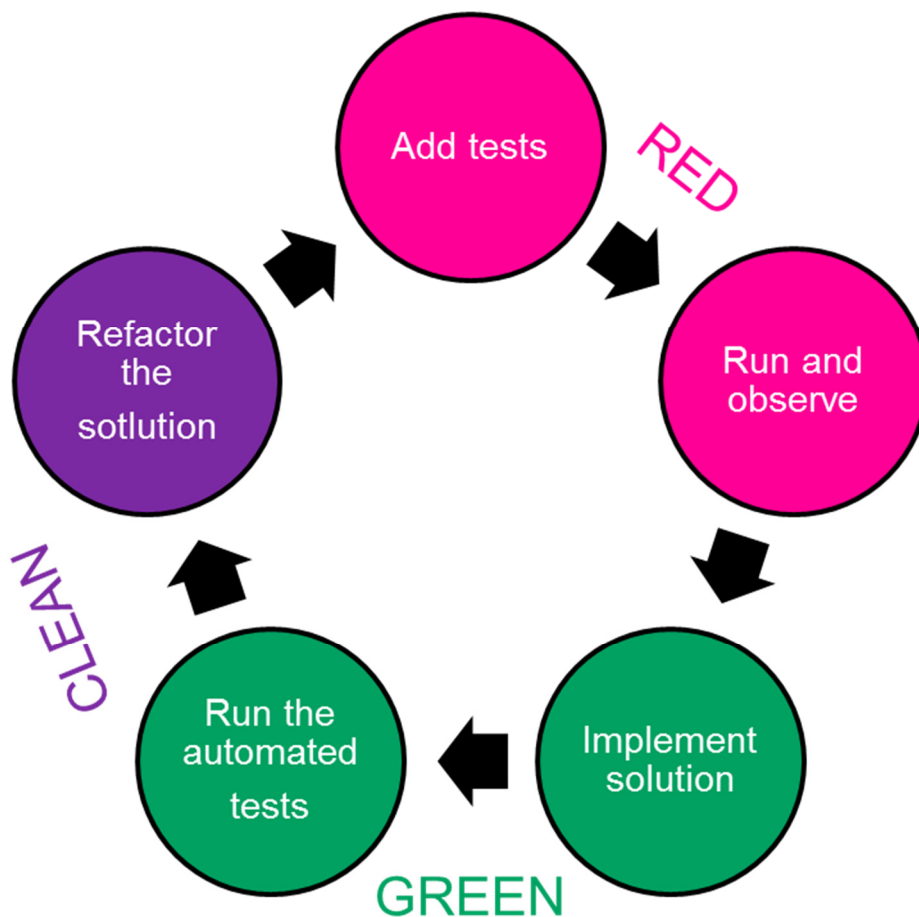 Add tests
RED
Run and
observe
Implement
solution
GREEN
Run the
automated
tests
CLEAN
Refactor
the
sotlution